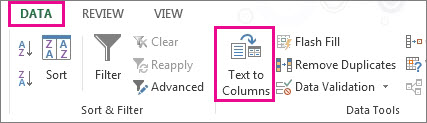 DATA REVIEW VIEW
A Z
Z A
Z A
A Z
Sort
Filter
Clear
Reapply
Advanced
Sort & Filter
Text to
Columns
Flash Fill
Remove Duplicates
Data Validation
Data Tools